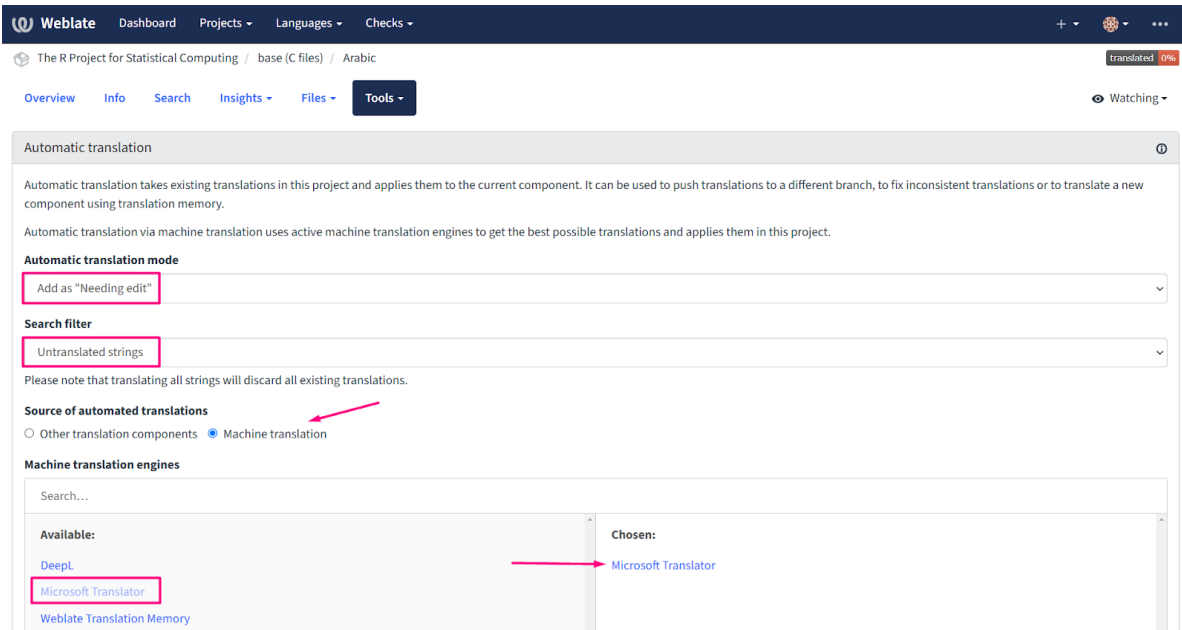 Weblate Dashboard Projects Languages Checks
The R Project for Statistical Computing / base (C files) / Arabic translated 0%
Overview Info Search Insights Files Tools Watching
Automatic translation
Automatic translation takes existing translations in this project and applies them to the current component. It can be used to push translations to a different branch, to fix inconsistent translations or to translate a new
component using translation memory.
Automatic translation via machine translation uses active machine translation engines to get the best possible translations and applies them in this project.
Automatic translation mode
Add as "Needing edit"
Search filter
Untranslated strings
Please note that translating all strings will discard all existing translations.
Source of automated translations
Other translation components Machine translation
Machine translation engines
Search...
Available:
DeepL
Microsoft Translator
Weblate Translation Memory
Chosen:
Microsoft Translator